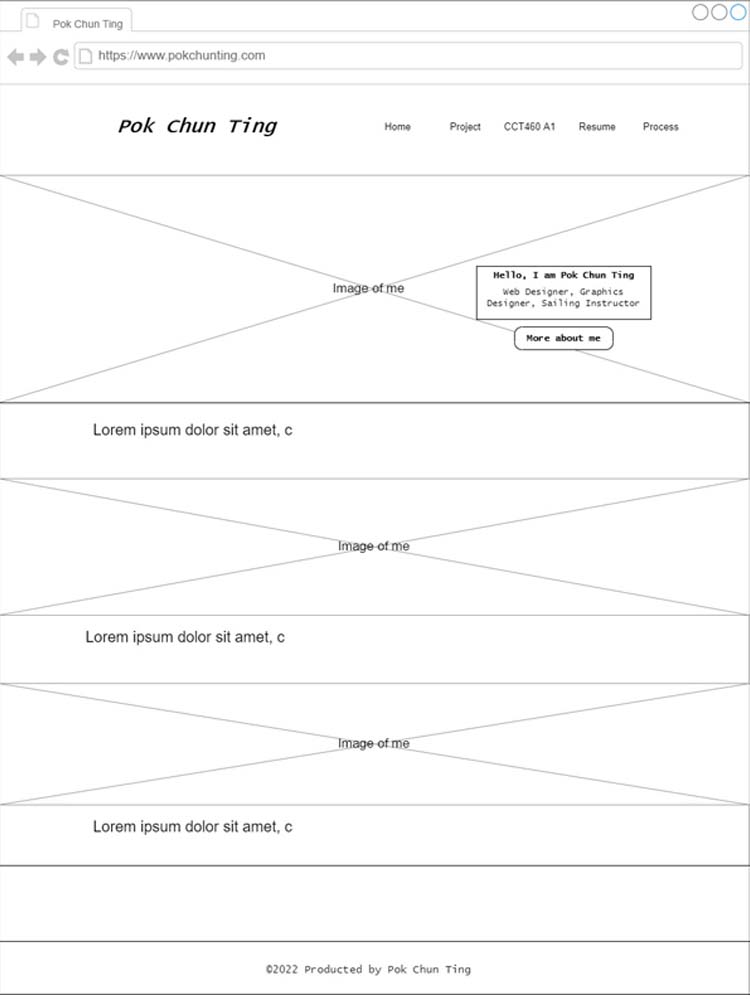 Pok Chun Ting
https://www.pokchunting.com
Pok Chun Ting
Home Project CCT460 A1 Resume Process
Image of me
Hello, I am Pok Chun Ting
Web Designer, Graphics
Designer, Sailing Instructor
More about me
Lorem ipsum dolor sit amet, c
Image of me
Lorem ipsum dolor sit amet, c
Image of me
Lorem ipsum dolor sit amet, c
©2022 Producted by Pok Chun Ting